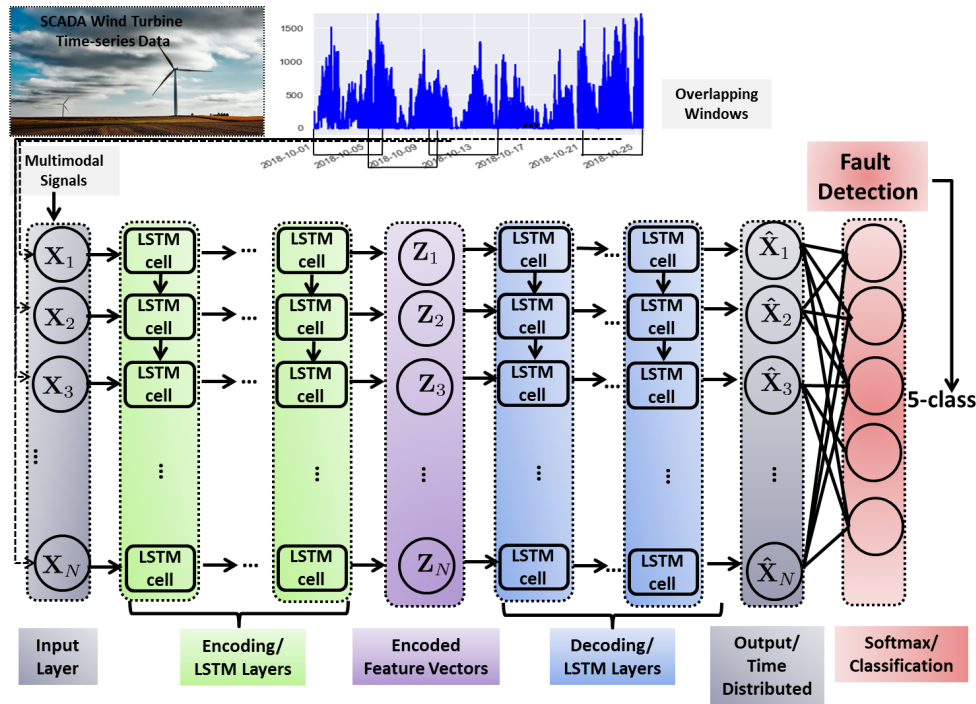 SCADA Wind Turbine
Time-series Data
1500
1000
500
0
2018-10-01
2018-10-05
2018-10-09
2018-10-13
2018-10-17
2018-10-21
2018-10-25
Overlapping
Windows
Multimodal
Signals
Fault
Detection
X₁
LSTM
cell
...
LSTM
cell
Z₁
LSTM
cell
...
LSTM
cell
X̂₁
X₂
LSTM
cell
...
LSTM
cell
Z₂
LSTM
cell
...
LSTM
cell
X̂₂
X₃
LSTM
cell
...
LSTM
cell
Z₃
LSTM
cell
...
LSTM
cell
X̂₃
5-class
...
...
...
...
...
...
...
X_N
LSTM
cell
...
LSTM
cell
Z_N
LSTM
cell
...
LSTM
cell
X̂_N
Input
Layer
Encoding/
LSTM Layers
Encoded
Feature Vectors
Decoding/
LSTM Layers
Output/
Time
Distributed
Softmax/
Classification